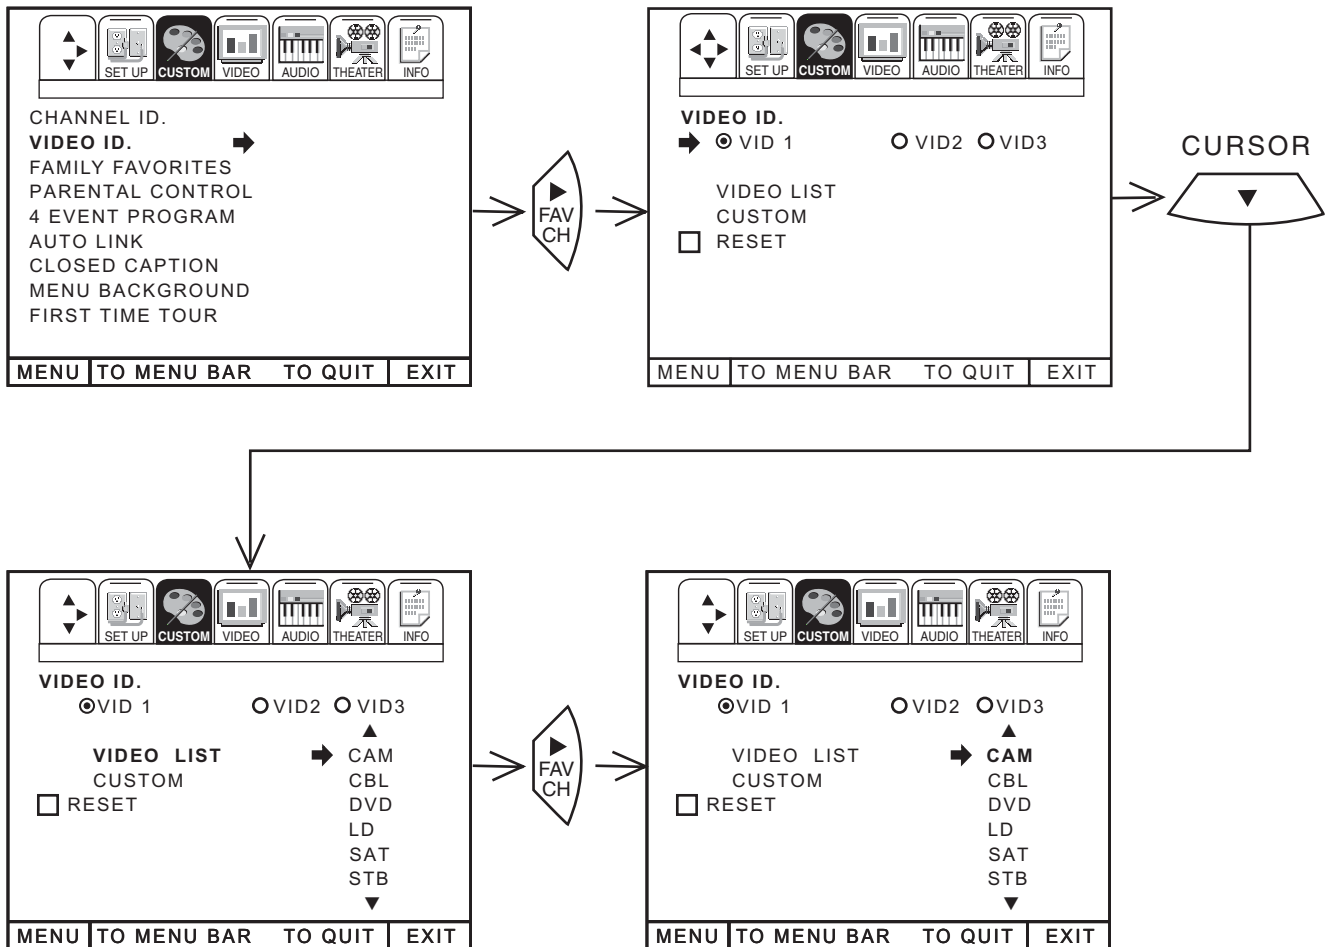 SET UP CUSTOM VIDEO AUDIO THEATER INFO
CHANNEL ID.
VIDEO ID.
FAMILY FAVORITES
PARENTAL CONTROL
4 EVENT PROGRAM
AUTO LINK
CLOSED CAPTION
MENU BACKGROUND
FIRST TIME TOUR
MENU TO MENU BAR TO QUIT EXIT
FAV
CH
SET UP CUSTOM VIDEO AUDIO THEATER INFO
VIDEO ID.
VID 1 VID2 VID3
VIDEO LIST
CUSTOM
RESET
MENU TO MENU BAR TO QUIT EXIT
CURSOR
SET UP CUSTOM VIDEO AUDIO THEATER INFO
VIDEO ID.
VID 1 VID2 VID3
VIDEO LIST CAM
CUSTOM CBL
RESET DVD
LD
SAT
STB
MENU TO MENU BAR TO QUIT EXIT
FAV
CH
SET UP CUSTOM VIDEO AUDIO THEATER INFO
VIDEO ID.
VID 1 VID2 VID3
VIDEO LIST CAM
CUSTOM CBL
RESET DVD
LD
SAT
STB
MENU TO MENU BAR TO QUIT EXIT